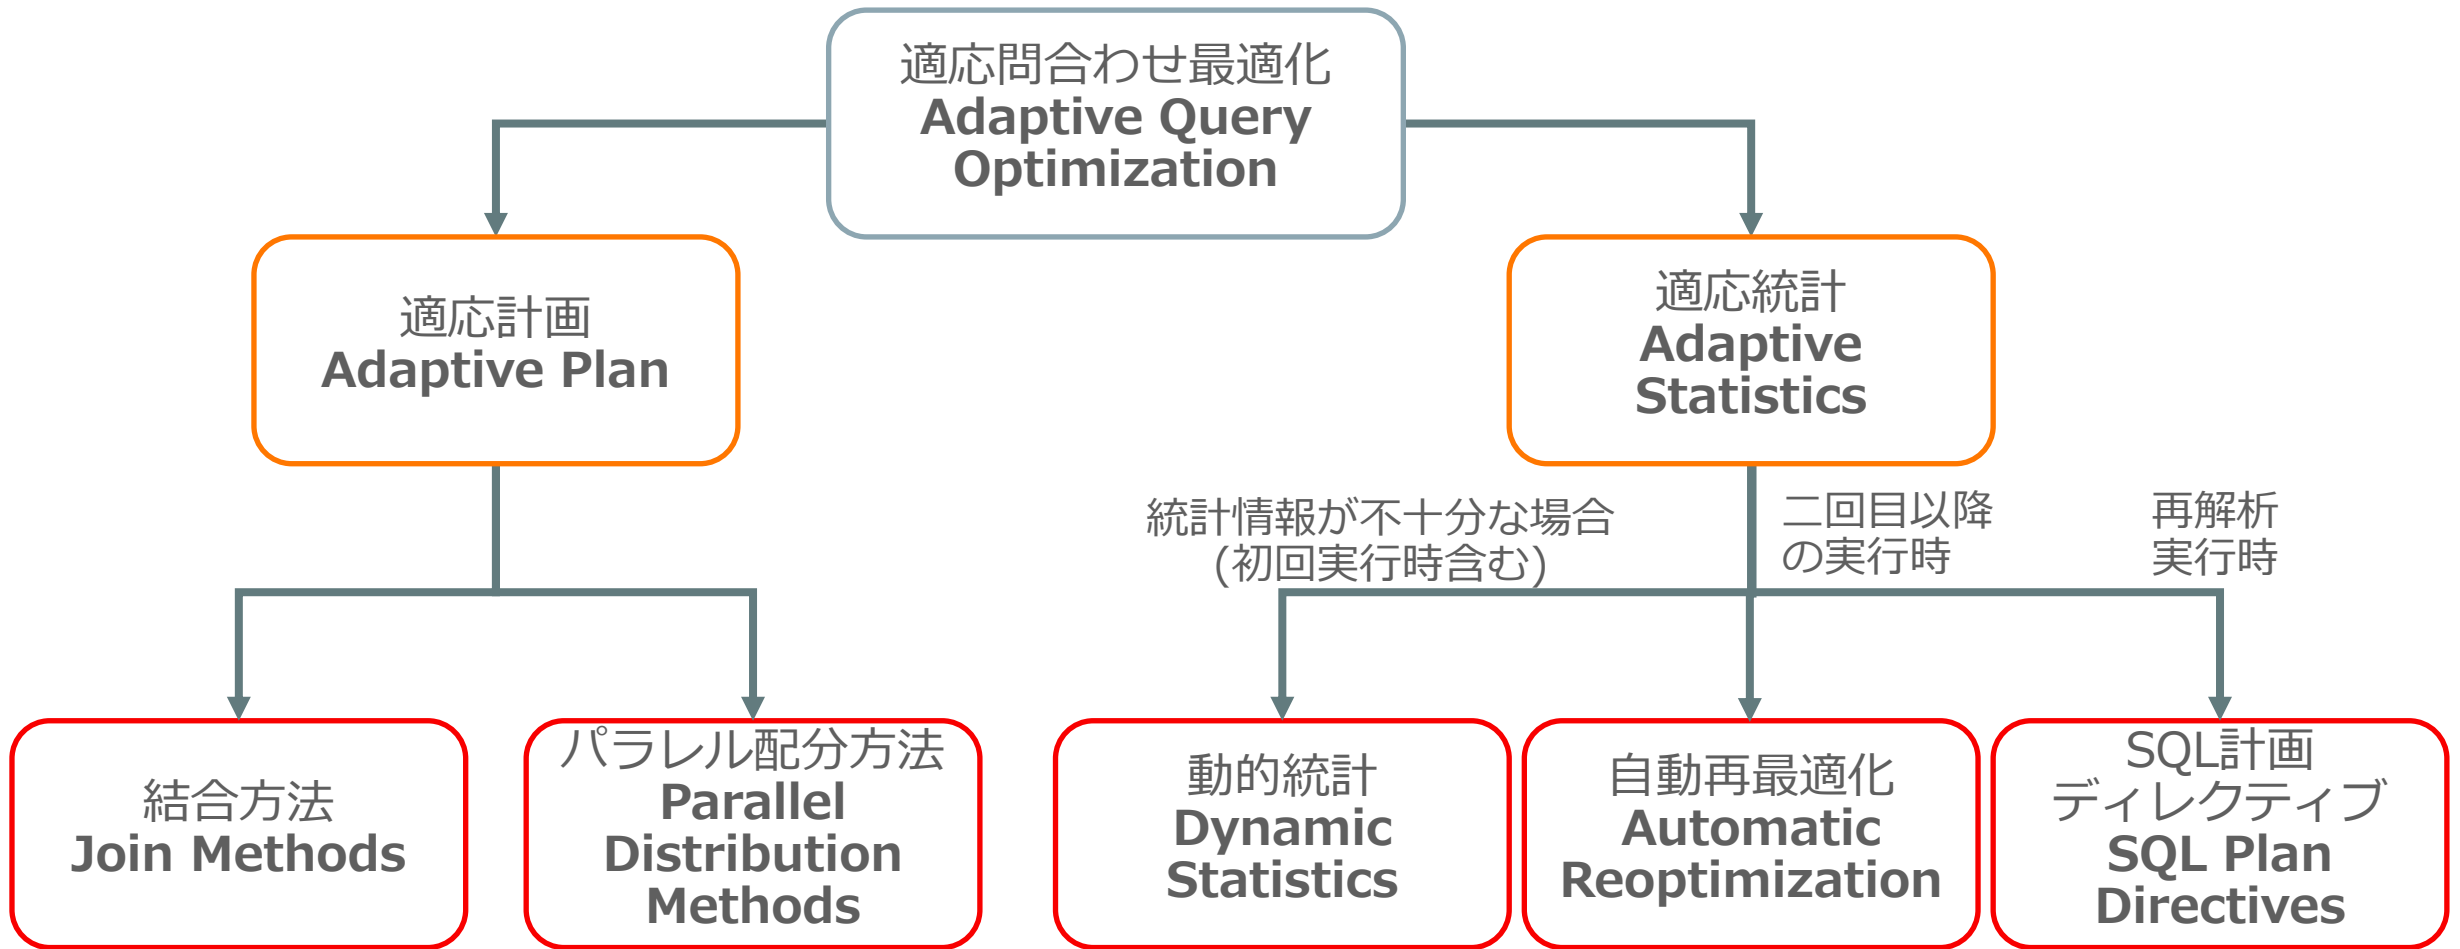 適応問合わせ最適化
Adaptive Query
Optimization
適応計画
Adaptive Plan
適応統計
Adaptive
Statistics
統計情報が不十分な場合
(初回実行時含む)
二回目以降
の実行時
再解析
実行時
結合方法
Join Methods
パラレル配分方法
Parallel
Distribution
Methods
動的統計
Dynamic
Statistics
自動再最適化
Automatic
Reoptimization
SQL計画
ディレクティブ
SQL Plan
Directives